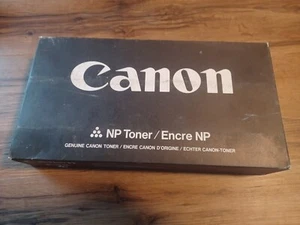 Canon
NP Toner / Encre NP
GENUINE CANON TONER / ENCRE CANON D'ORIGINE / ECHTER CANON-TONER